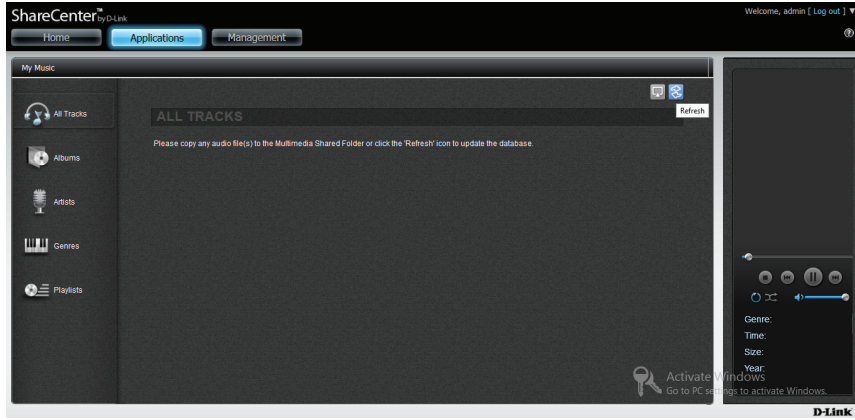 ShareCenter™ by D-Link
Welcome, admin [ Log out ] ▼
Home
Applications
Management
?
My Music
Refresh
All Tracks
ALL TRACKS
Please copy any audio file(s) to the Multimedia Shared Folder or click the 'Refresh' icon to update the database.
Albums
Artists
Genres
Playlists
Genre:
Time:
Size:
Year:
Activate Windows
Go to PC settings to activate Windows.
D-Link